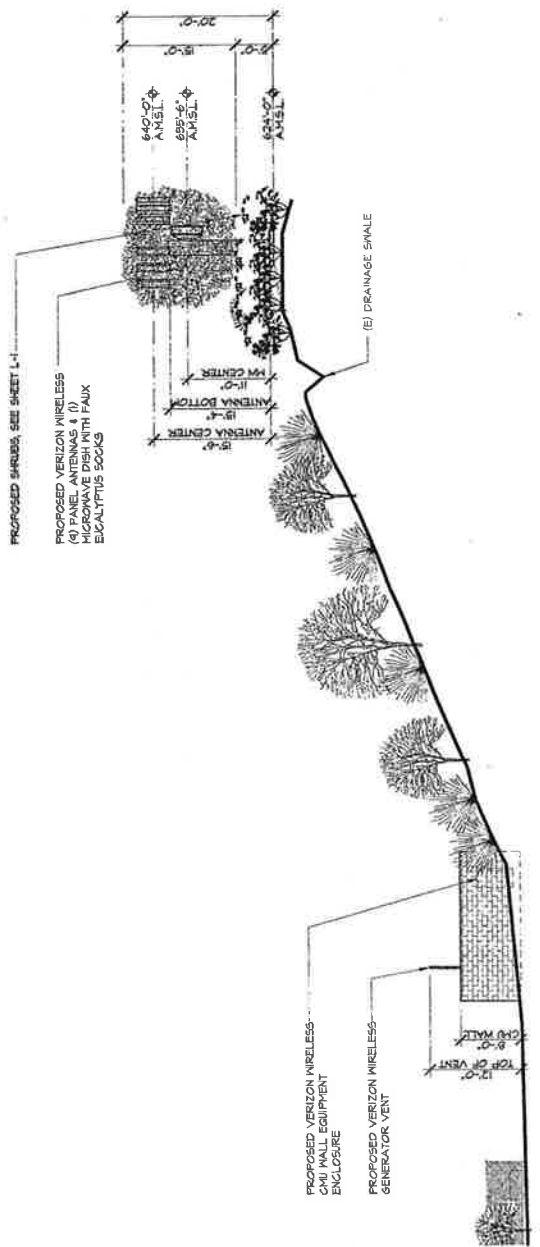 PROPOSED SHRUBS, SEE SHEET L-1
PROPOSED VERIZON WIRELESS
(9) PANEL ANTENNAS & (1)
MICROWAVE DISH WITH FAUX
EUCALYPTUS SOCKS
20'-0"
15'-0"
5'-0"
640'-0"
A.M.S.L.
635'-6"
A.M.S.L.
624'-0"
A.M.S.L.
11'-0"
MW CENTER
13'-4"
ANTENNA BOTTOM
15'-6"
ANTENNA CENTER
(E) DRAINAGE SWALE
PROPOSED VERIZON WIRELESS
CMU WALL EQUIPMENT
ENCLOSURE
PROPOSED VERIZON WIRELESS
GENERATOR VENT
8'-0"
CMU WALL
12'-0"
TOP OF VENT